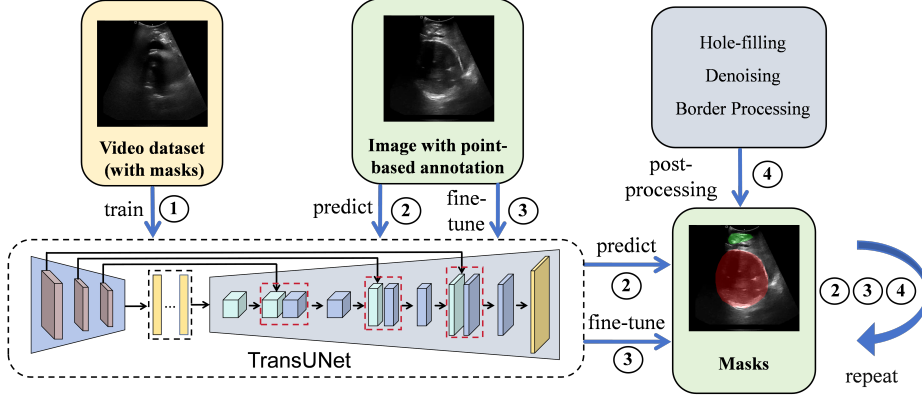 Video dataset
(with masks)
Image with point-
based annotation
Hole-filling
Denoising
Border Processing
train
1
predict
2
fine-
tune
3
post-
processing
4
TransUNet
...
predict
2
fine-tune
3
Masks
2
3
4
repeat